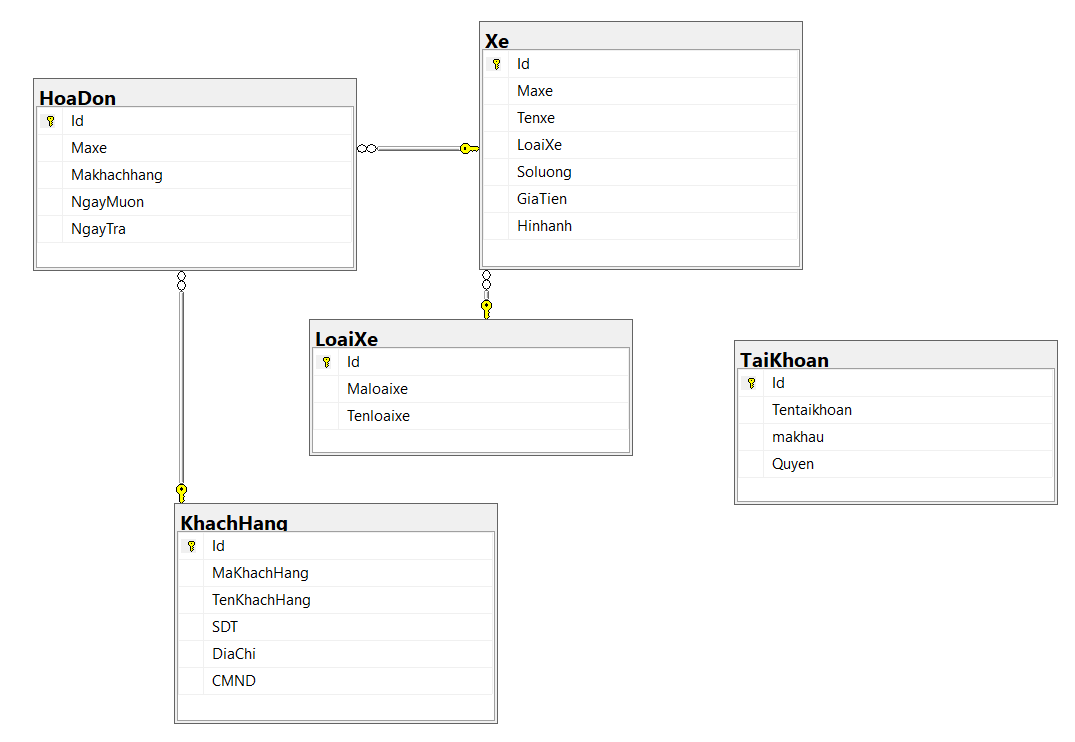 Xe
Id
Maxe
Tenxe
LoaiXe
Soluong
GiaTien
Hinhanh
HoaDon
Id
Maxe
Makhachhang
NgayMuon
NgayTra
LoaiXe
Id
Maloaixe
Tenloaixe
TaiKhoan
Id
Tentaikhoan
makhau
Quyen
KhachHang
Id
MaKhachHang
TenKhachHang
SDT
DiaChi
CMND